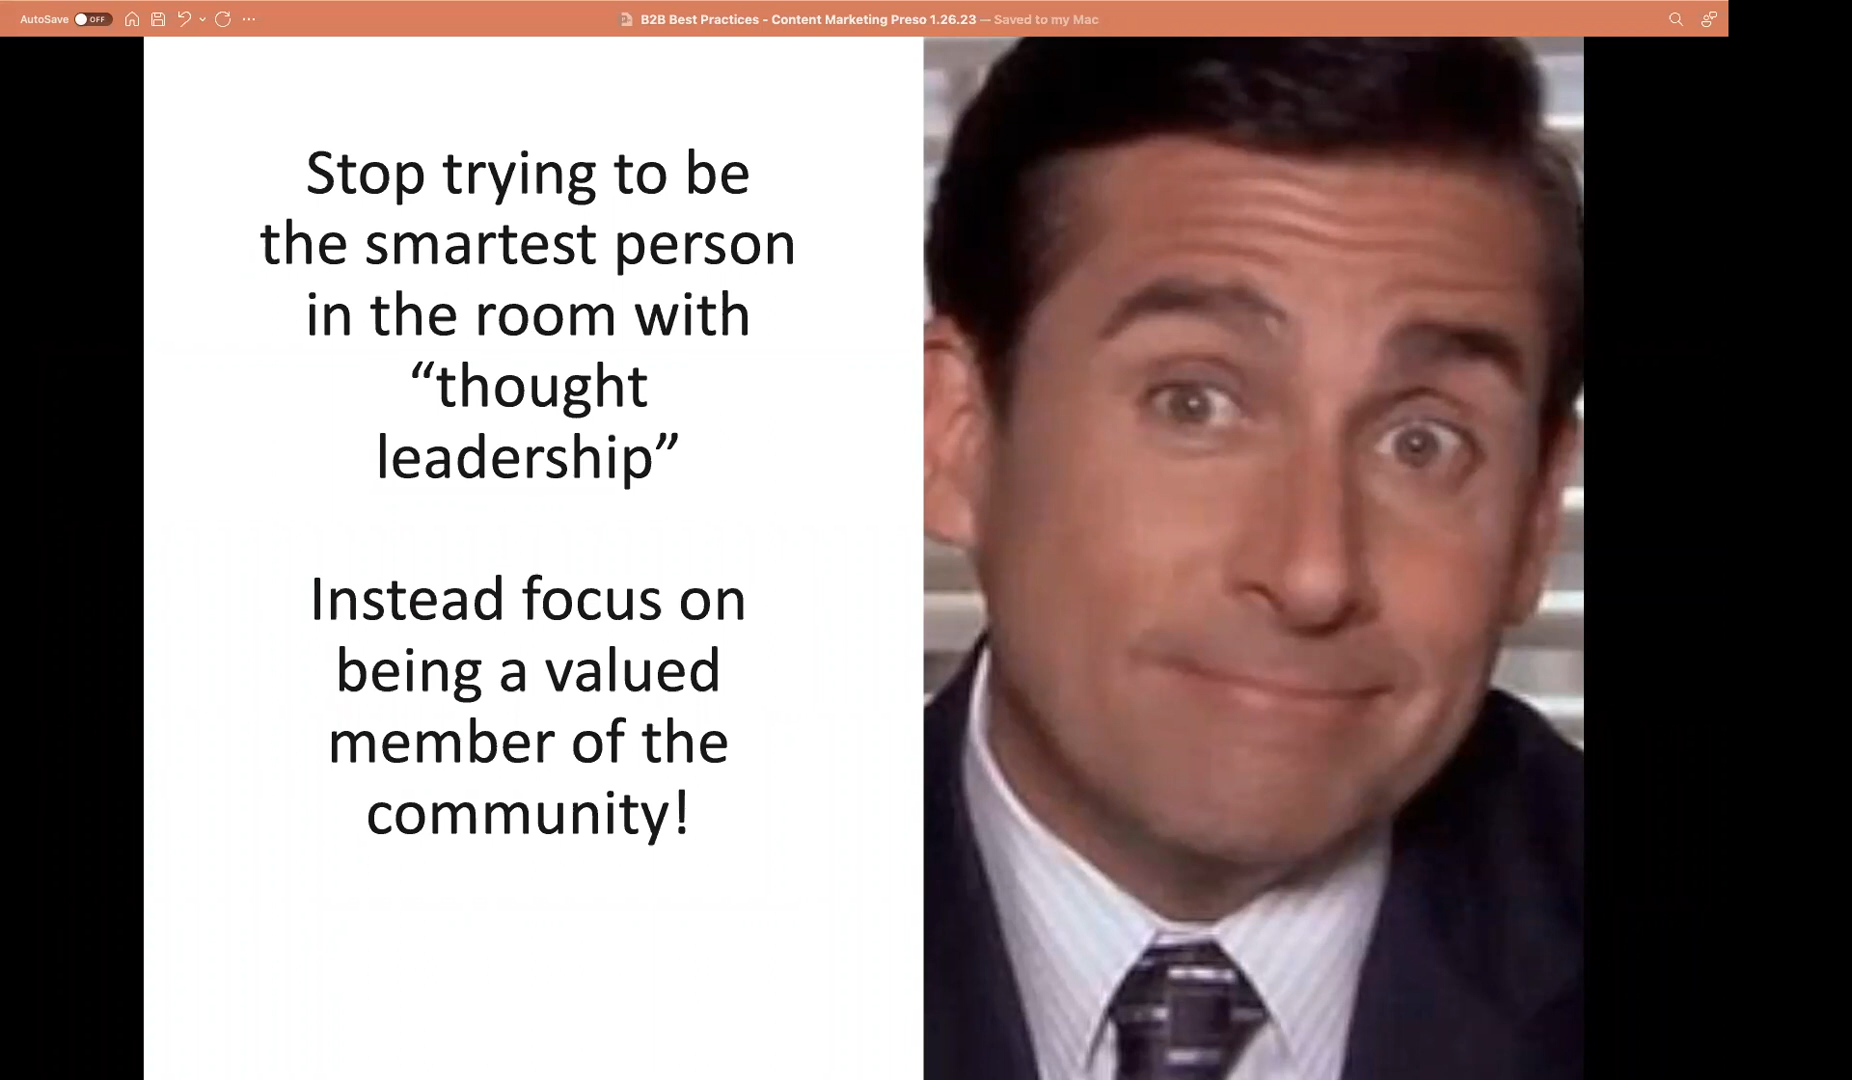 AutoSave OFF
B2B Best Practices - Content Marketing Preso 1.26.23 — Saved to my Mac
Stop trying to be
the smartest person
in the room with
“thought
leadership”
Instead focus on
being a valued
member of the
community!